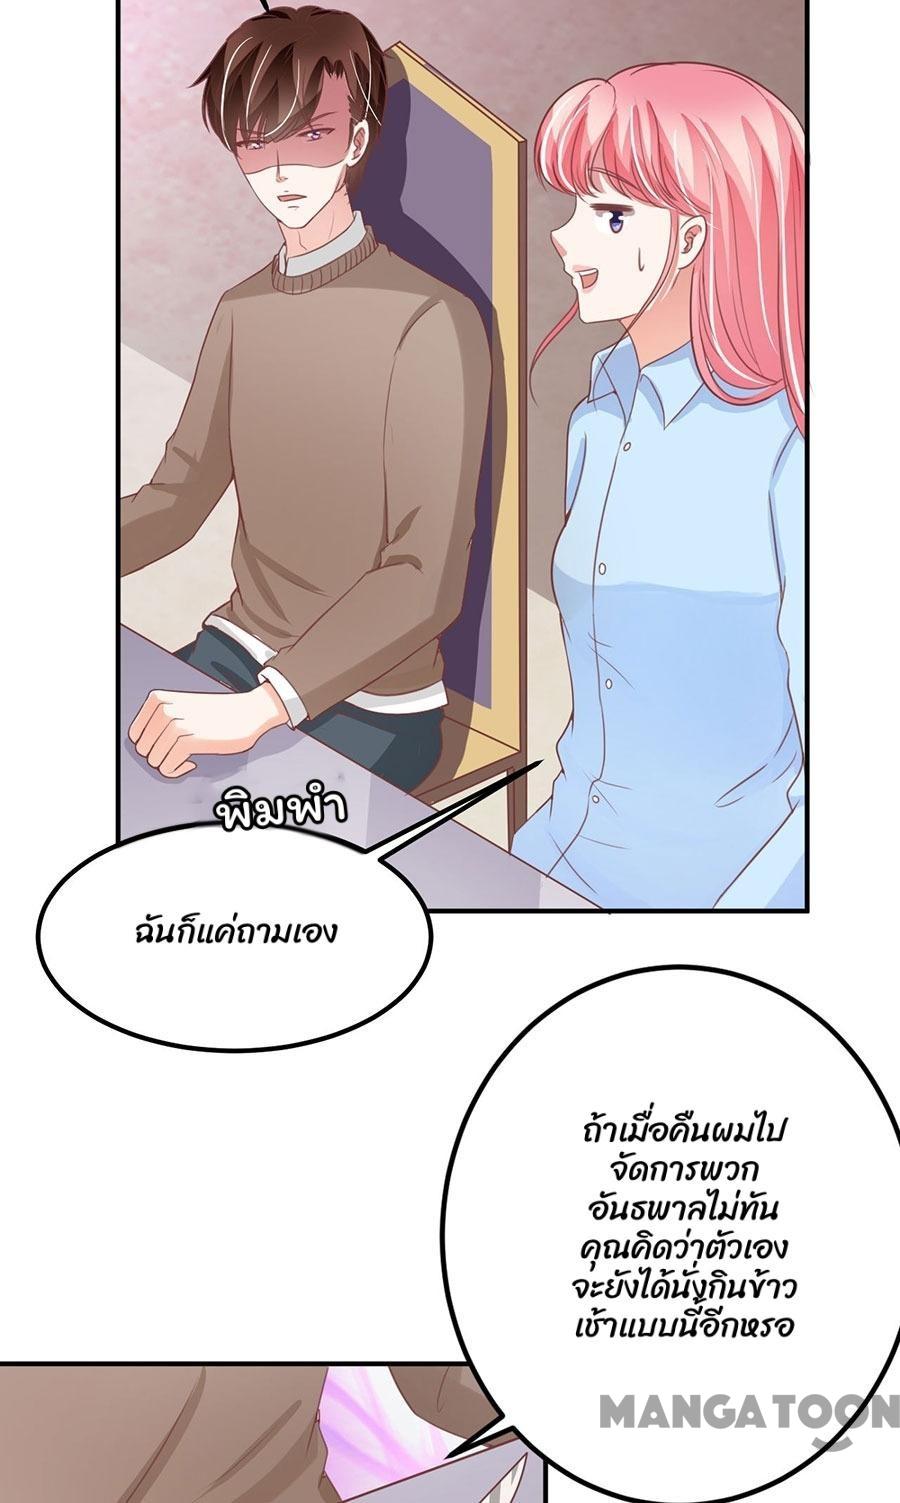 พิมพำ
ฉันก็แค่ถามเอง
ถ้าเมื่อคืนผมไป
จัดการพวก
อันธพาลไม่ทัน
คุณคิดว่าตัวเอง
จะยังได้นั่งกินข้าว
เช้าแบบนี้อีกหรอ
MANGATOON